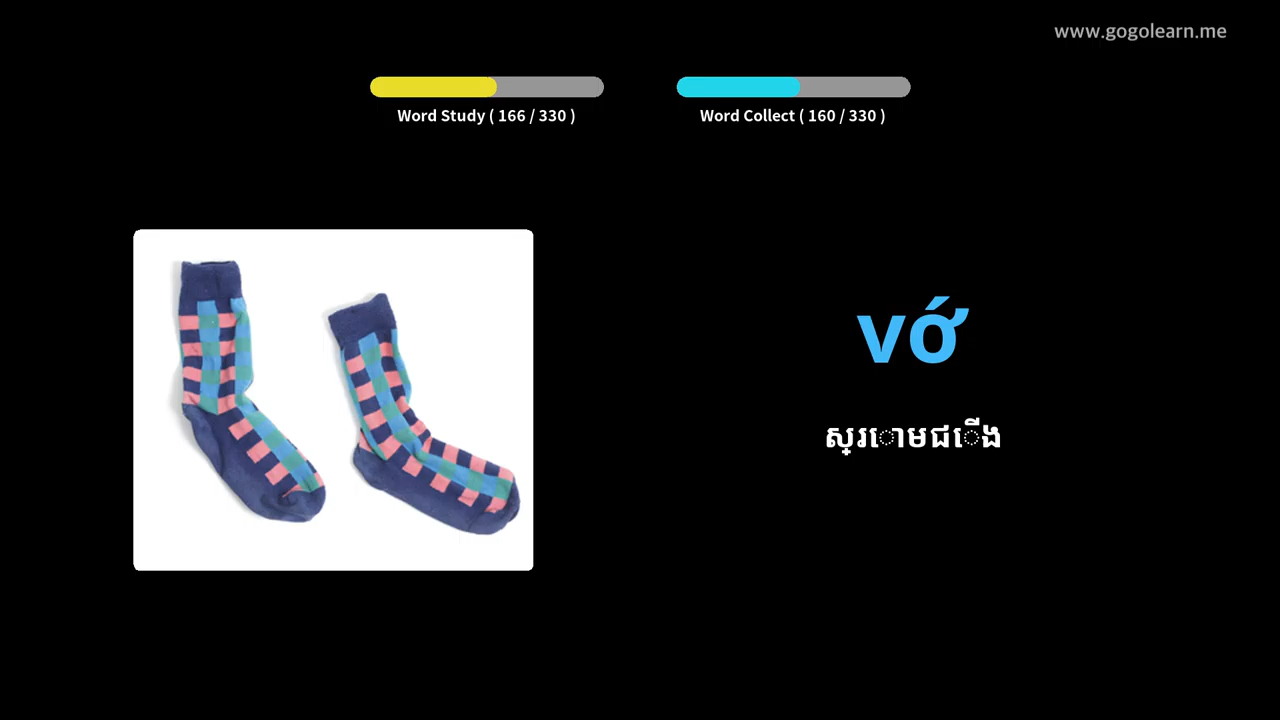 www.gogolearn.me
Word Study ( 166 / 330 )
Word Collect ( 160 / 330 )
vớ
ស្រោមជើង